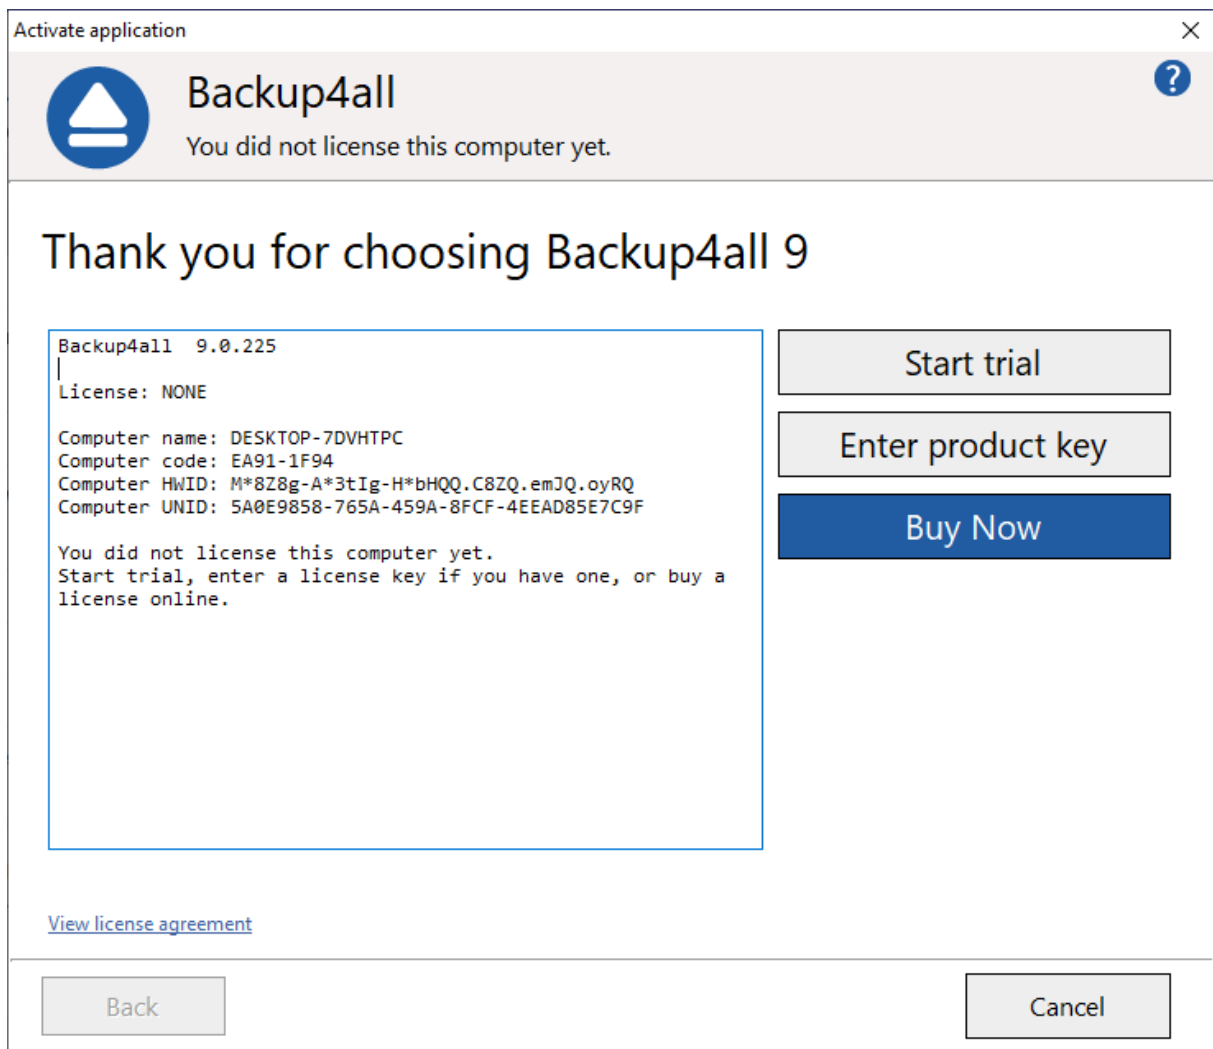 Activate application
?
Backup4all
You did not license this computer yet.
Thank you for choosing Backup4all 9
Backup4all  9.0.225
License: NONE
Computer name: DESKTOP-7DVHTPC
Computer code: EA91-1F94
Computer HWID: M*8Z8g-A*3tIg-H*bHQQ.C8ZQ.emJQ.oyRQ
Computer UNID: 5A0E9858-765A-459A-8FCF-4EEAD85E7C9F
You did not license this computer yet.
Start trial, enter a license key if you have one, or buy a
license online.
Start trial
Enter product key
Buy Now
View license agreement
Back
Cancel